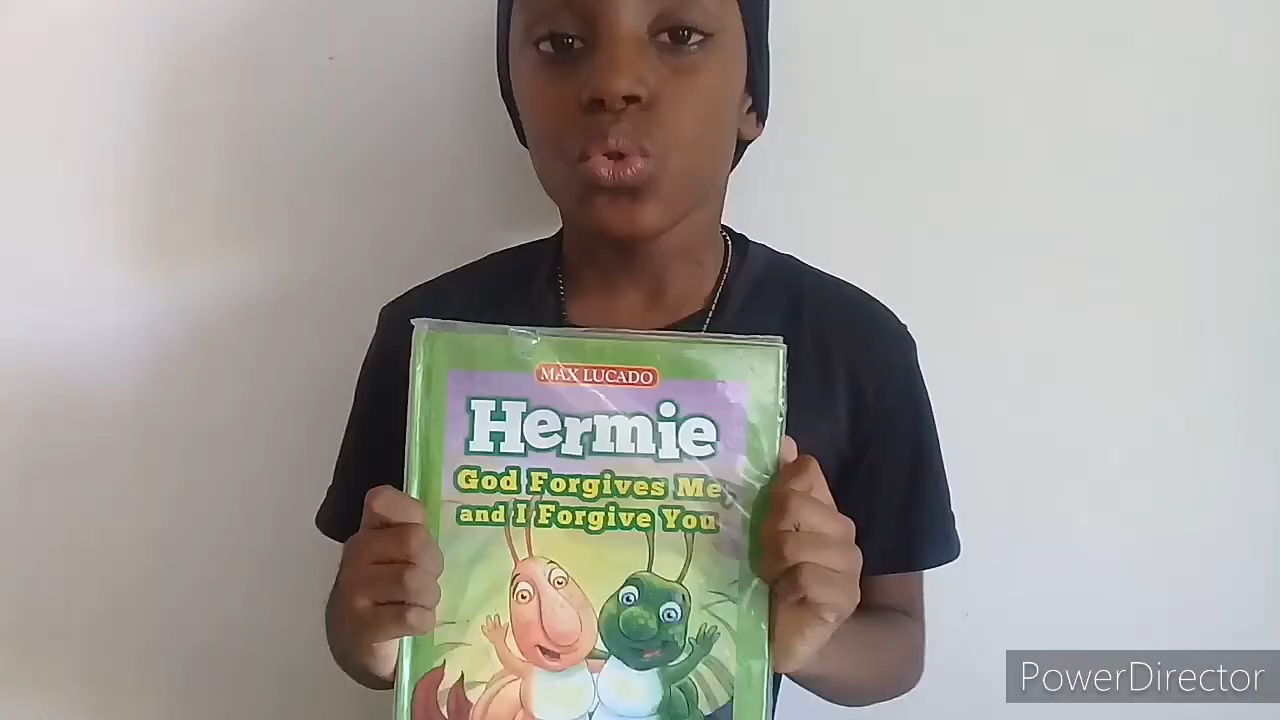 MAX LUCADO
Hermie
God Forgives Me,
and I Forgive You
PowerDirector